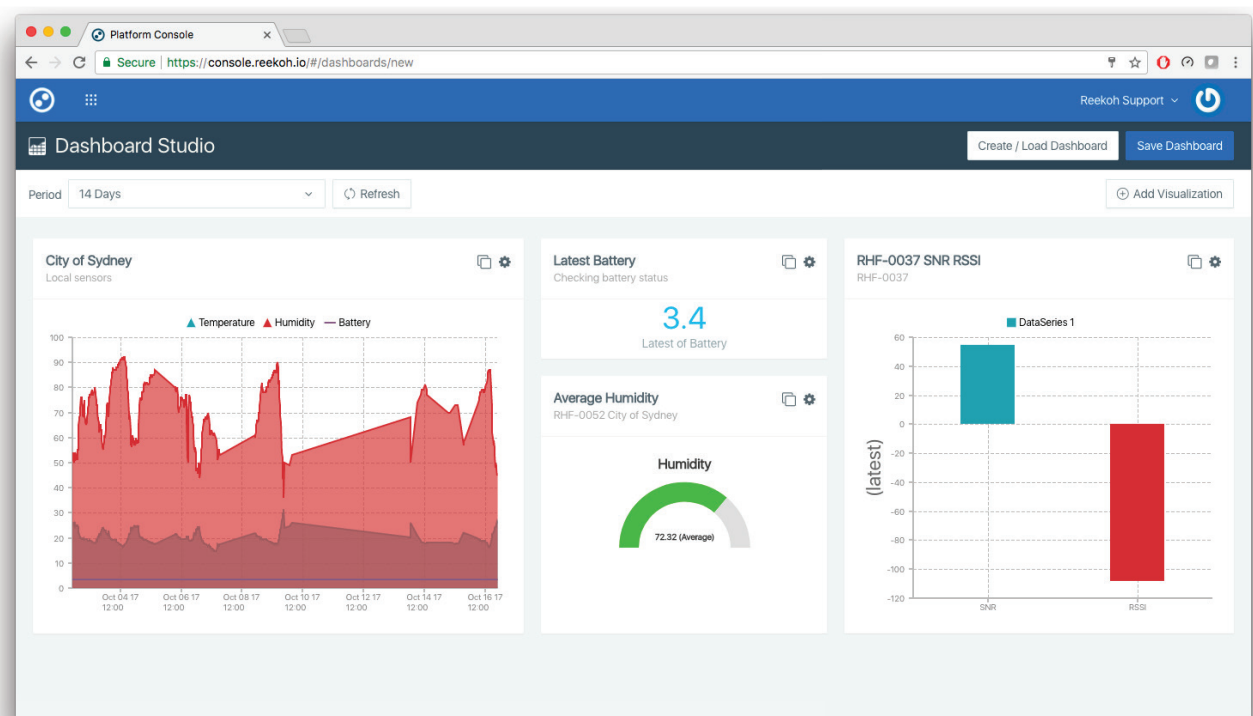 Platform Console
Secure | https://console.reekoh.io/#/dashboards/new
Reekoh Support
Dashboard Studio
Create / Load Dashboard
Save Dashboard
Period
14 Days
Refresh
Add Visualization
City of Sydney
Local sensors
Temperature Humidity Battery
100
90
80
70
60
50
40
30
20
10
0
Oct 04 17 Oct 06 17 Oct 08 17 Oct 10 17 Oct 12 17 Oct 14 17 Oct 16 17
12:00 12:00 12:00 12:00 12:00 12:00 12:00
Latest Battery
Checking battery status
3.4
Latest of Battery
Average Humidity
RHF-0052 City of Sydney
Humidity
72.32 (Average)
RHF-0037 SNR RSSI
RHF-0037
DataSeries 1
(latest)
60
40
20
0
-20
-40
-60
-80
-100
-120
SNR RSSI